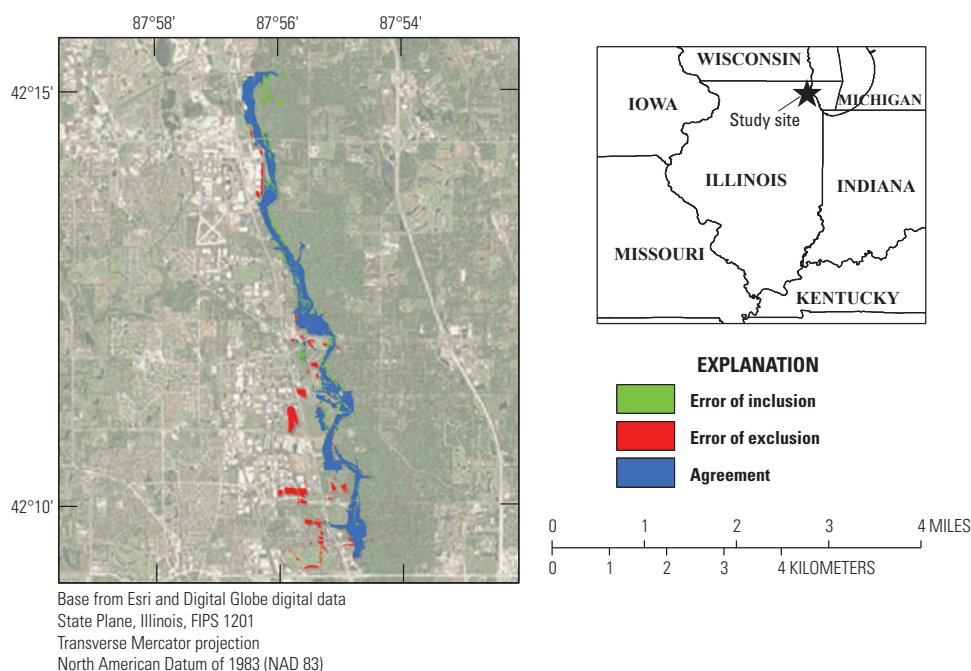 87°58' 87°56' 87°54'
42°15'
42°10'
Base from Esri and Digital Globe digital data
State Plane, Illinois, FIPS 1201
Transverse Mercator projection
North American Datum of 1983 (NAD 83)
WISCONSIN
IOWA
MICHIGAN
Study site
ILLINOIS
INDIANA
MISSOURI
KENTUCKY
EXPLANATION
Error of inclusion
Error of exclusion
Agreement
0 1 2 3 4 MILES
0 1 2 3 4 KILOMETERS